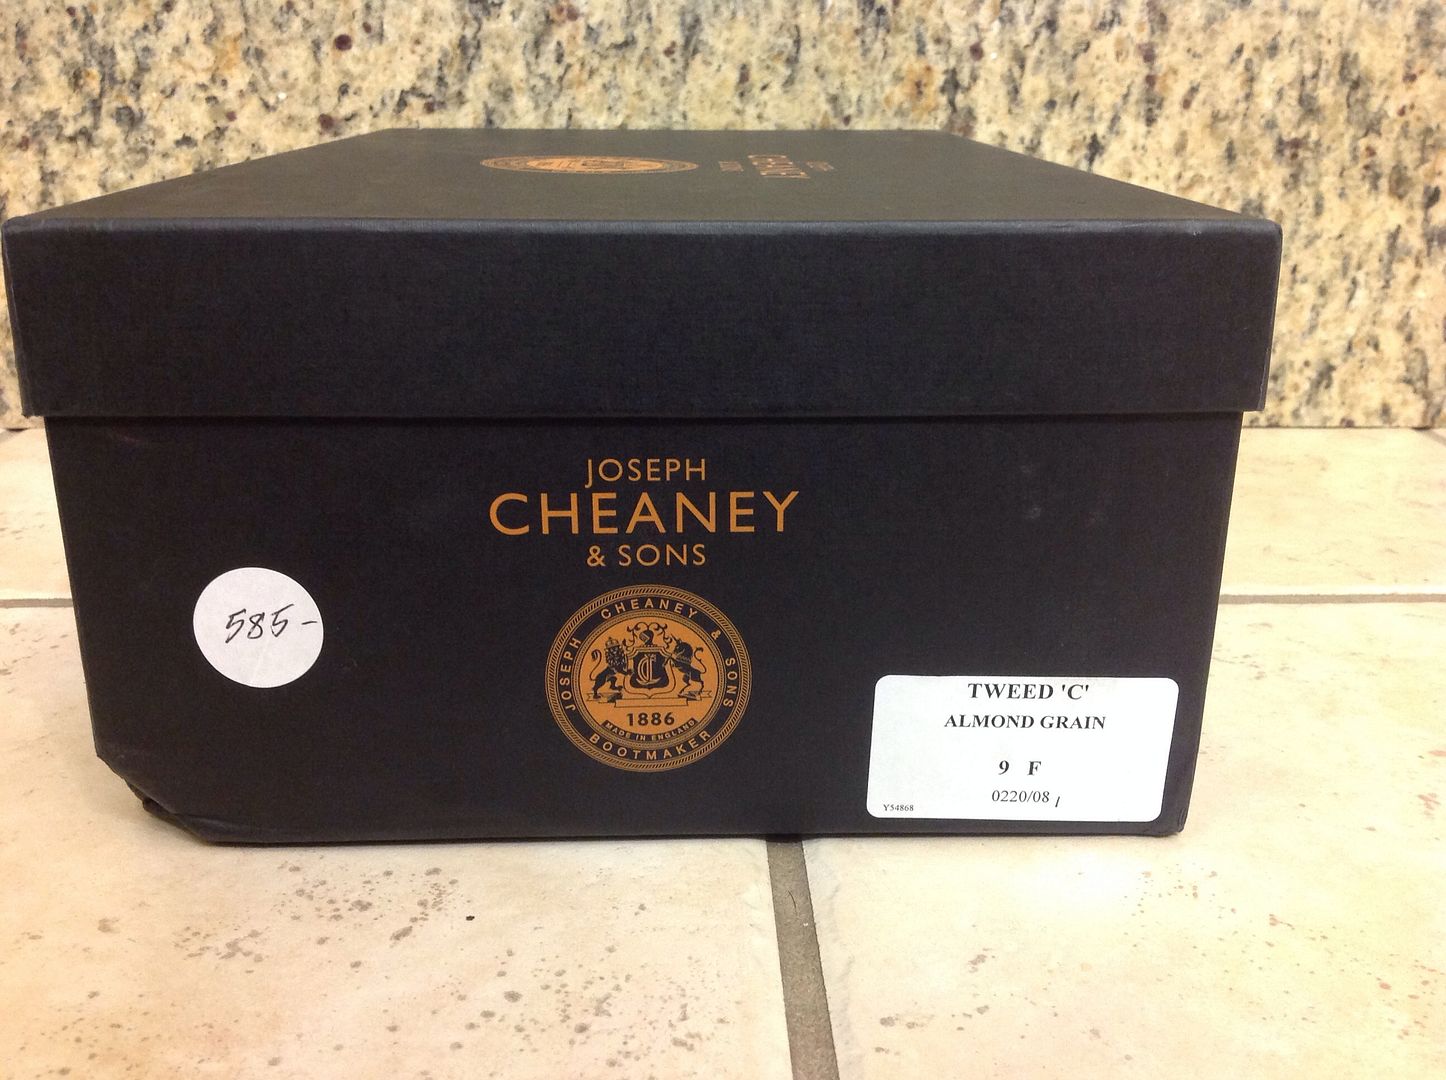 JOSEPH
CHEANEY
& SONS
JOSEPH CHEANEY & SONS
1886
MADE IN ENGLAND
BOOTMAKER
585-
TWEED 'C'
ALMOND GRAIN
9 F
0220/08 1
Y54868